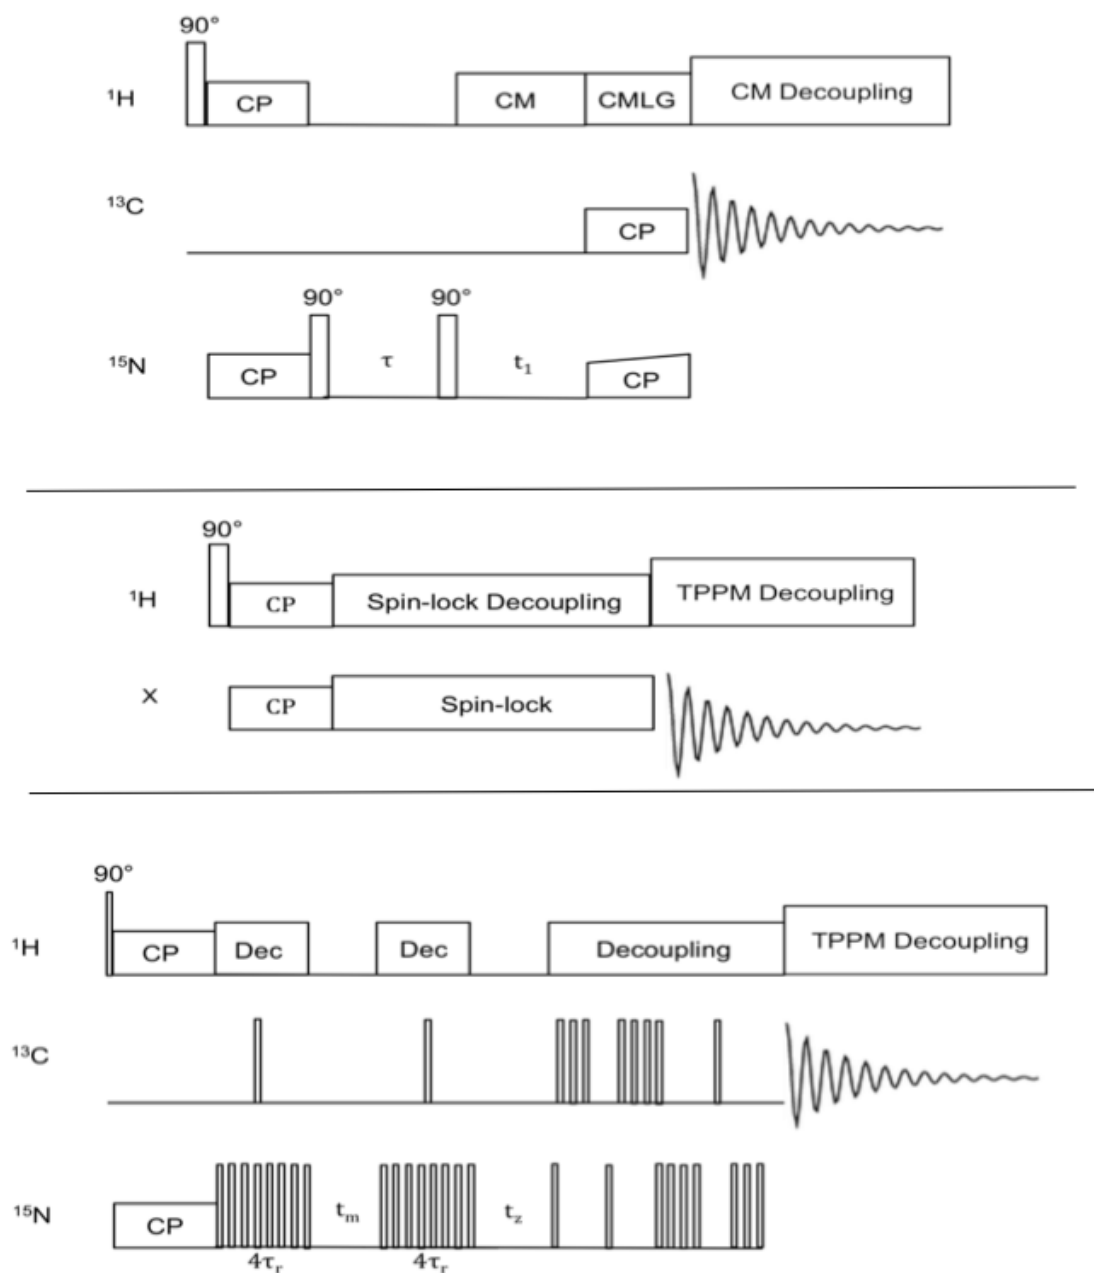 90°
¹H CP CM CMLG CM Decoupling
¹³C CP
90° 90°
¹⁵N CP τ t₁ CP
90°
¹H CP Spin-lock Decoupling TPPM Decoupling
X CP Spin-lock
90°
¹H CP Dec Dec Decoupling TPPM Decoupling
¹³C
¹⁵N CP tₘ t_z
4τᵣ 4τᵣ